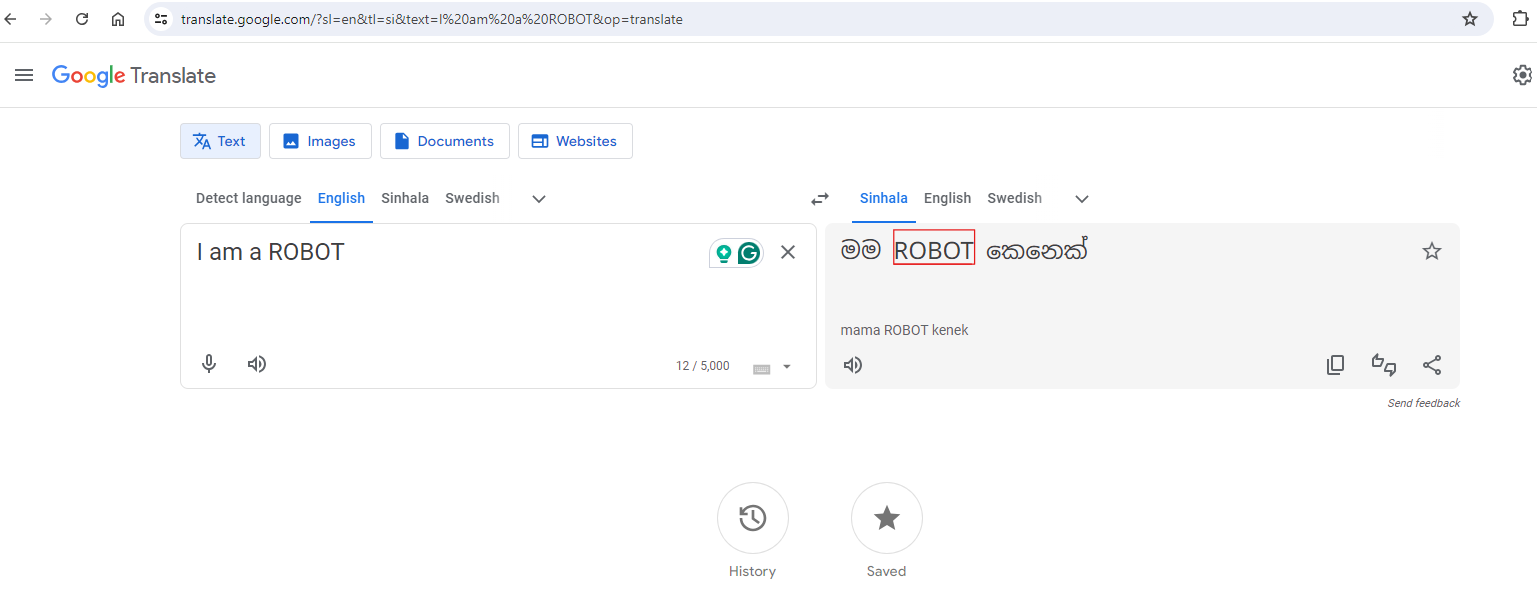 translate.google.com/?sl=en&tl=si&text=I%20am%20a%20ROBOT&op=translate
Google Translate
Text Images Documents Websites
Detect language English Sinhala Swedish Sinhala English Swedish
I am a ROBOT
මම ROBOT කෙනෙක්
mama ROBOT kenek
12 / 5,000
Send feedback
History Saved